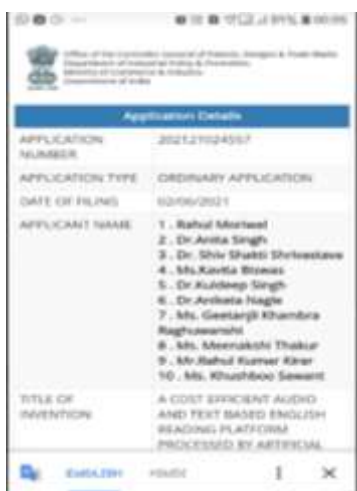 Office of the Controller General of Patents, Designs & Trade Marks
Department of Industrial Policy & Promotion,
Ministry of Commerce & Industry,
Government of India
Application Details
APPLICATION NUMBER
202121024557
APPLICATION TYPE
ORDINARY APPLICATION
DATE OF FILING
02/06/2021
APPLICANT NAME
1 . Rahul
2 . Dr.Anita Singh
3 . Dr. Shiv Shakti Shrivastava
4 . Ms.Kavita Biswas
5 . Dr.Kuldeep Singh
6 . Dr.Aniketa Nagle
7 . Ms. Geetanjli Khambra
Raghuwanshi
8 . Ms. Meenakshi Thakur
9 . Mr.Rahul Kumar Kirar
10 . Ms. Khushboo Sawant
TITLE OF INVENTION
A COST EFFICIENT AUDIO
AND TEXT BASED ENGLISH
READING PLATFORM
PROCESSED BY ARTIFICIAL
ENGLISH HINDI